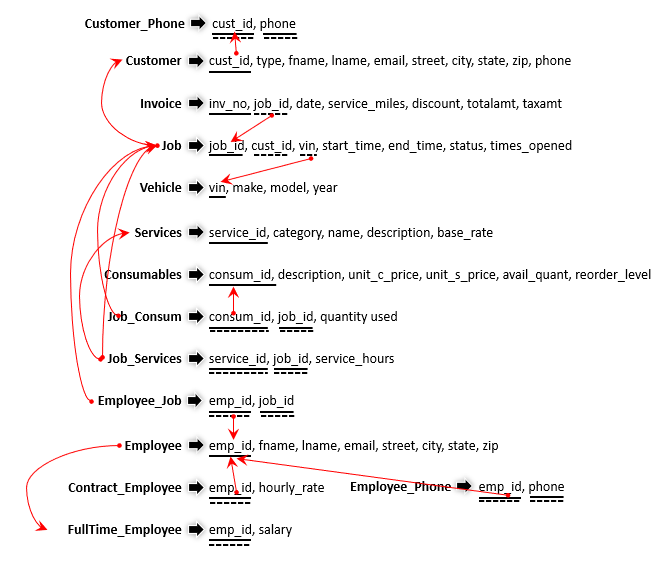 Customer_Phone ➡ cust_id, phone
Customer ➡ cust_id, type, fname, lname, email, street, city, state, zip, phone
Invoice ➡ inv_no, job_id, date, service_miles, discount, totalamt, taxamt
Job ➡ job_id, cust_id, vin, start_time, end_time, status, times_opened
Vehicle ➡ vin, make, model, year
Services ➡ service_id, category, name, description, base_rate
Consumables ➡ consum_id, description, unit_c_price, unit_s_price, avail_quant, reorder_level
Job_Consum ➡ consum_id, job_id, quantity used
Job_Services ➡ service_id, job_id, service_hours
Employee_Job ➡ emp_id, job_id
Employee ➡ emp_id, fname, lname, email, street, city, state, zip
Contract_Employee ➡ emp_id, hourly_rate
Employee_Phone ➡ emp_id, phone
FullTime_Employee ➡ emp_id, salary